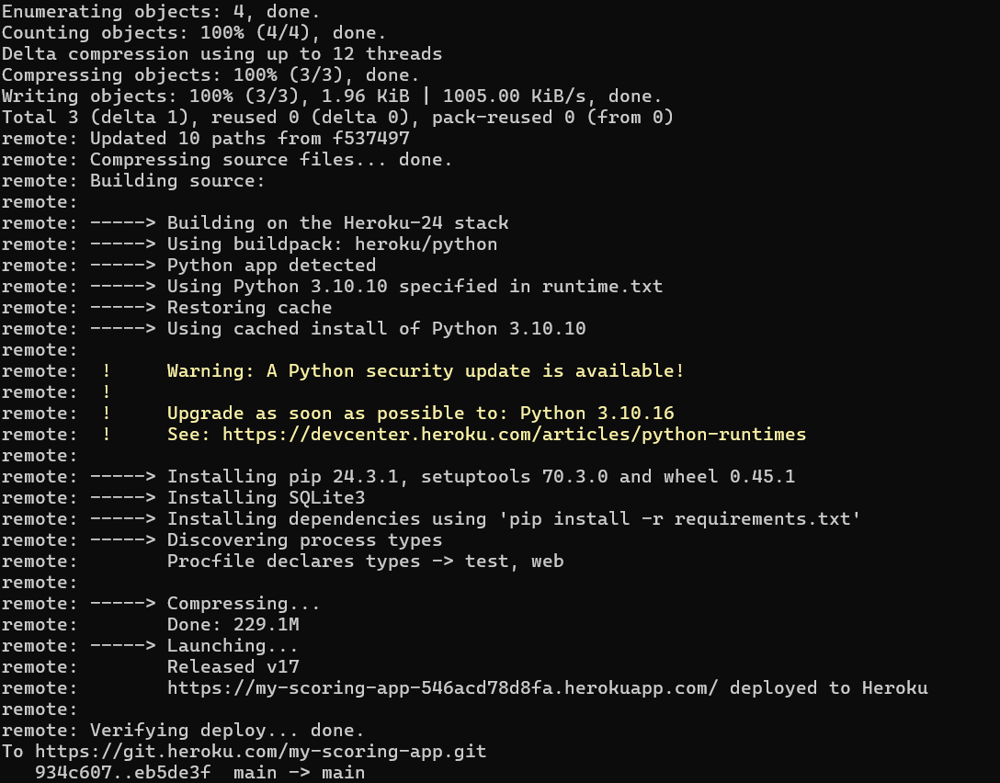 Enumerating objects: 4, done.
Counting objects: 100% (4/4), done.
Delta compression using up to 12 threads
Compressing objects: 100% (3/3), done.
Writing objects: 100% (3/3), 1.96 KiB | 1005.00 KiB/s, done.
Total 3 (delta 1), reused 0 (delta 0), pack-reused 0 (from 0)
remote: Updated 10 paths from f537497
remote: Compressing source files... done.
remote: Building source:
remote:
remote: -----> Building on the Heroku-24 stack
remote: -----> Using buildpack: heroku/python
remote: -----> Python app detected
remote: -----> Using Python 3.10.10 specified in runtime.txt
remote: -----> Restoring cache
remote: -----> Using cached install of Python 3.10.10
remote:
remote:  !     Warning: A Python security update is available!
remote:  !
remote:  !     Upgrade as soon as possible to: Python 3.10.16
remote:  !     See: https://devcenter.heroku.com/articles/python-runtimes
remote:
remote: -----> Installing pip 24.3.1, setuptools 70.3.0 and wheel 0.45.1
remote: -----> Installing SQLite3
remote: -----> Installing dependencies using 'pip install -r requirements.txt'
remote: -----> Discovering process types
remote:        Procfile declares types -> test, web
remote:
remote: -----> Compressing...
remote:        Done: 229.1M
remote: -----> Launching...
remote:        Released v17
remote:        https://my-scoring-app-546acd78d8fa.herokuapp.com/ deployed to Heroku
remote:
remote: Verifying deploy... done.
To https://git.heroku.com/my-scoring-app.git
   934c607..eb5de3f  main -> main